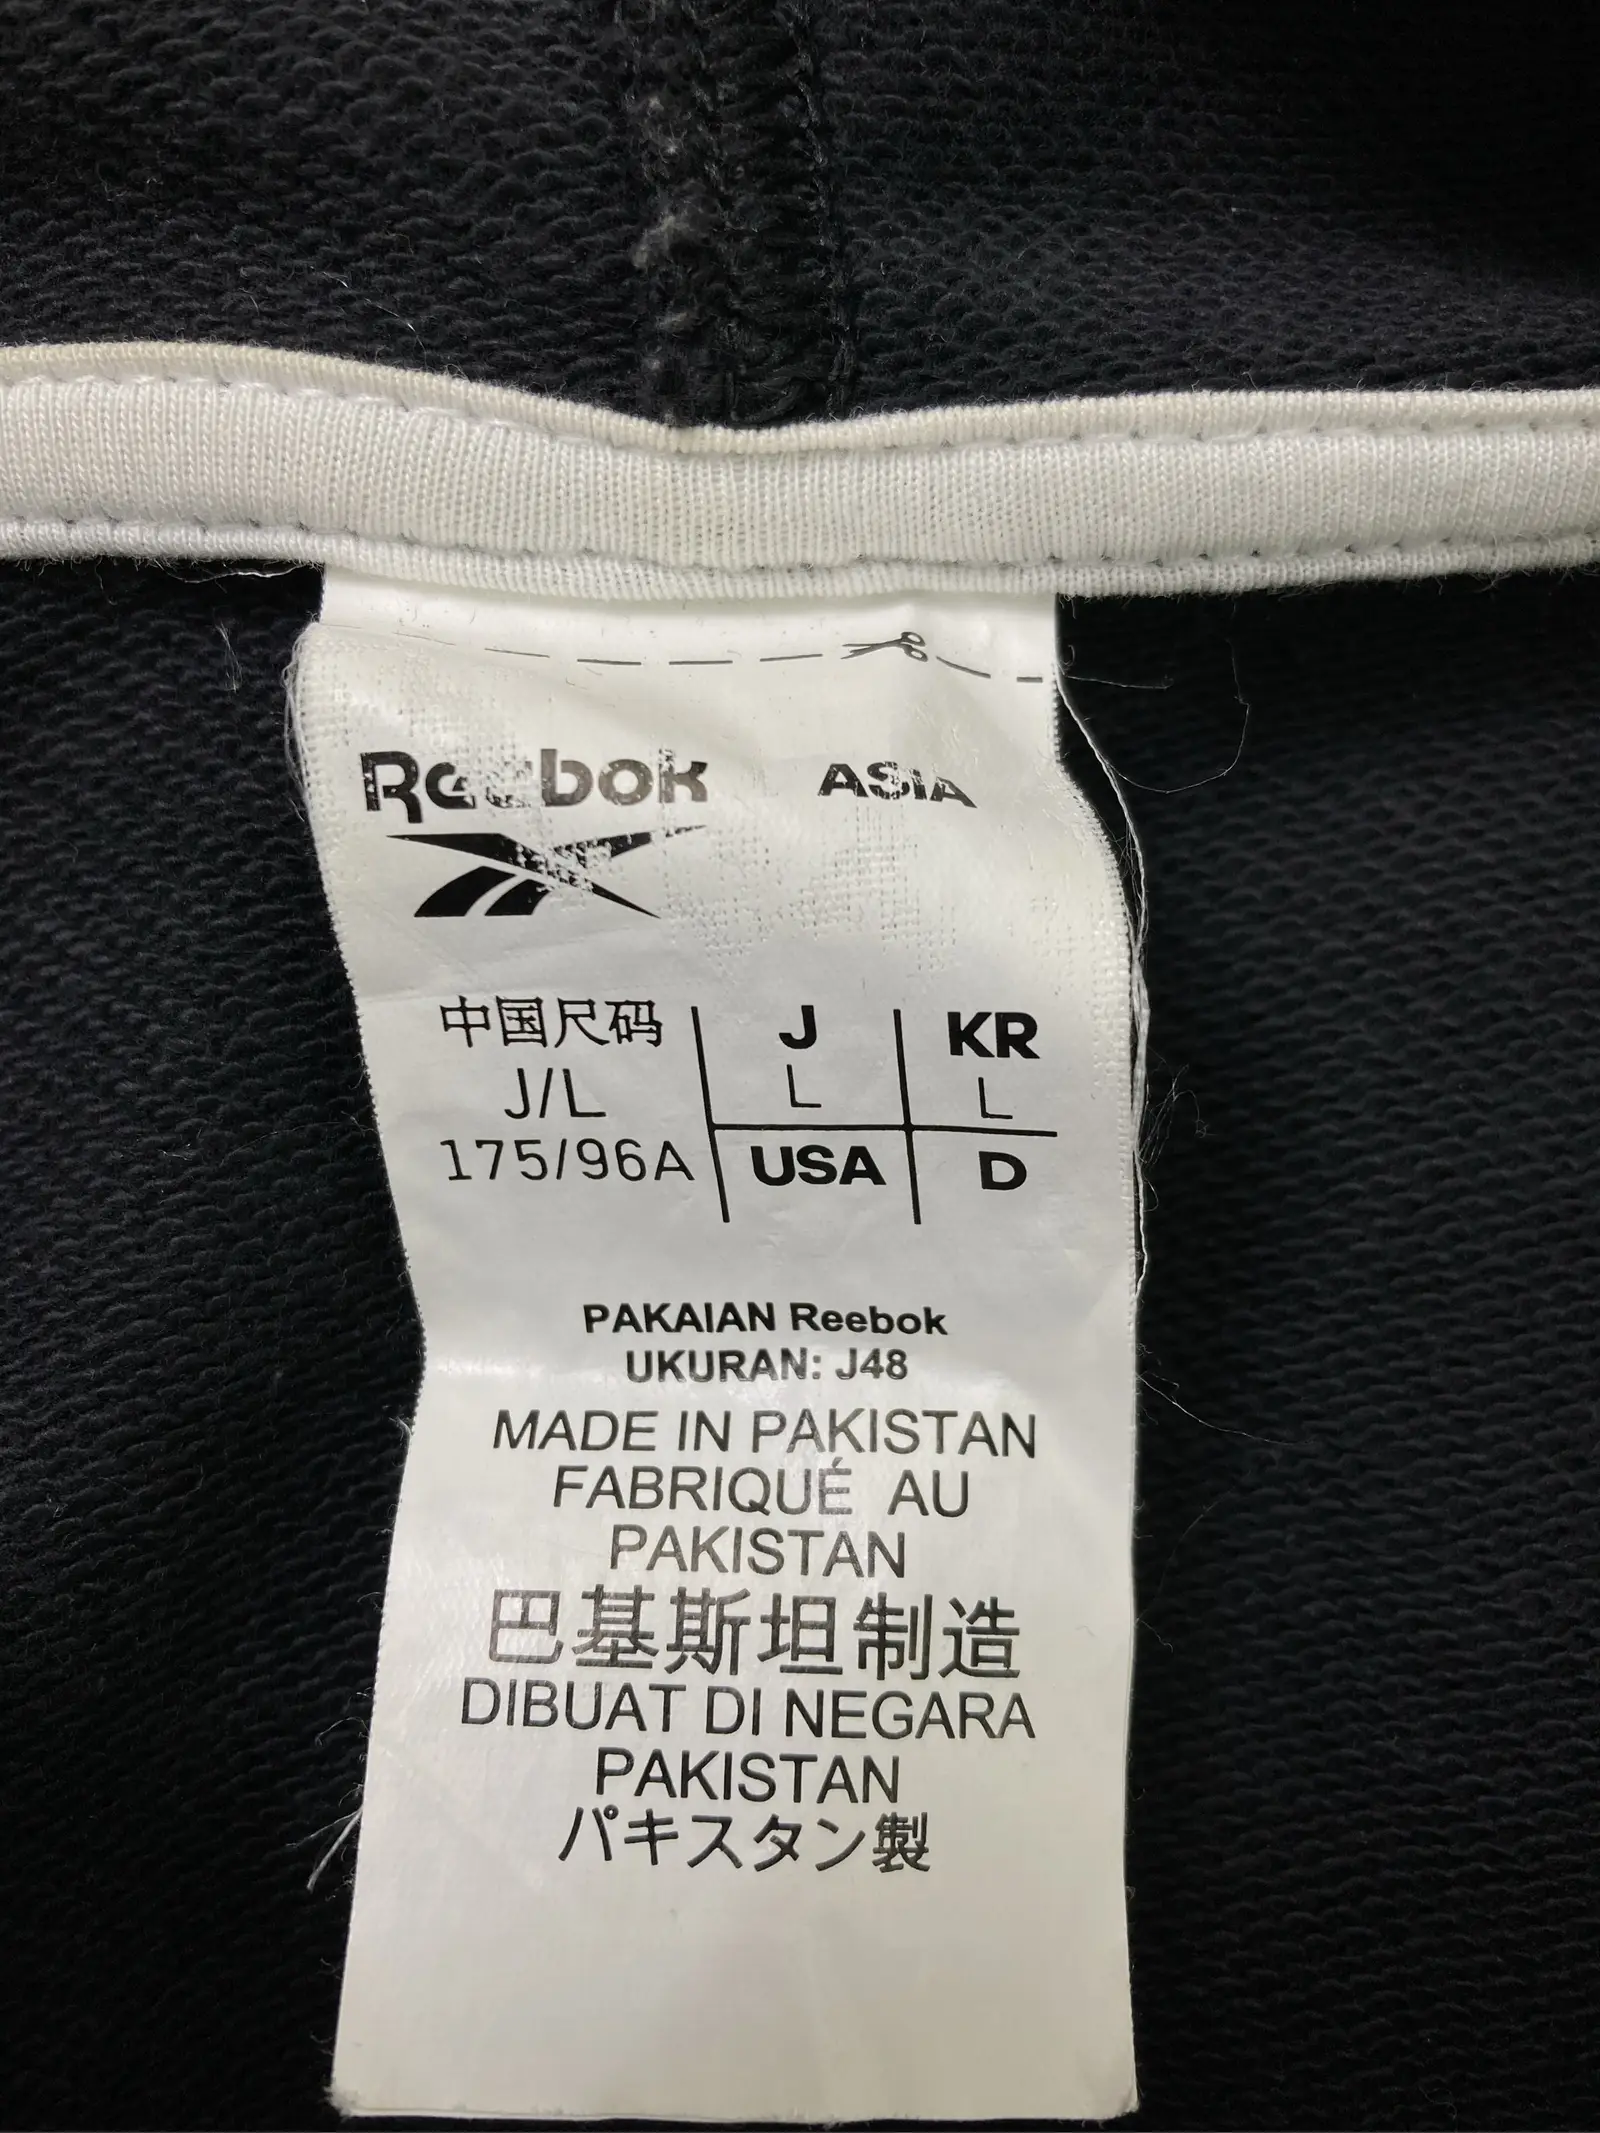 Reebok ASIA
中国尺码 J KR
J/L L L
175/96A USA D
PAKAIAN Reebok
UKURAN: J48
MADE IN PAKISTAN
FABRIQUÉ AU
PAKISTAN
巴基斯坦制造
DIBUAT DI NEGARA
PAKISTAN
パキスタン製